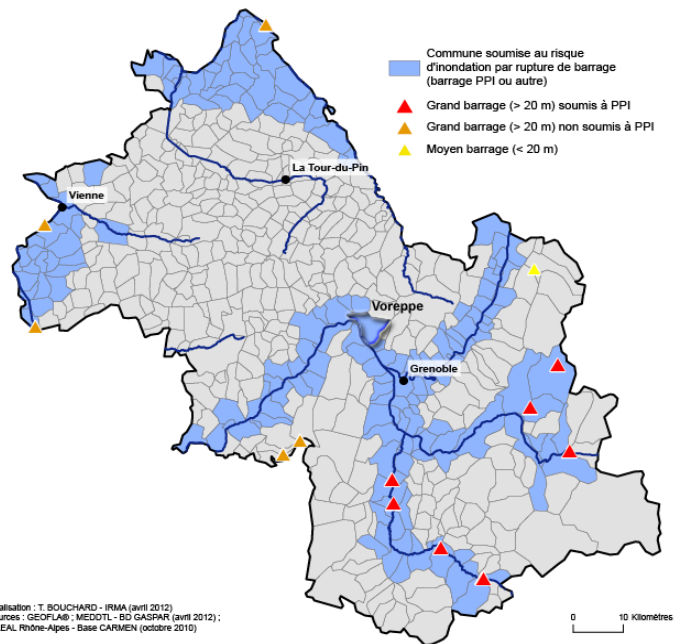 Commune soumise au risque
d'inondation par rupture de barrage
(barrage PPI ou autre)
Grand barrage (> 20 m) soumis à PPI
Grand barrage (> 20 m) non soumis à PPI
Moyen barrage (< 20 m)
La Tour-du-Pin
Vienne
Voreppe
Grenoble
alisation : T. BOUCHARD - IRMA (avril 2012)
urces : GEOFLA® ; MEDDTL - BD GASPAR (avril 2012) ;
EAL Rhône-Alpes - Base CARMEN (octobre 2010)
0 10 Kilomètres